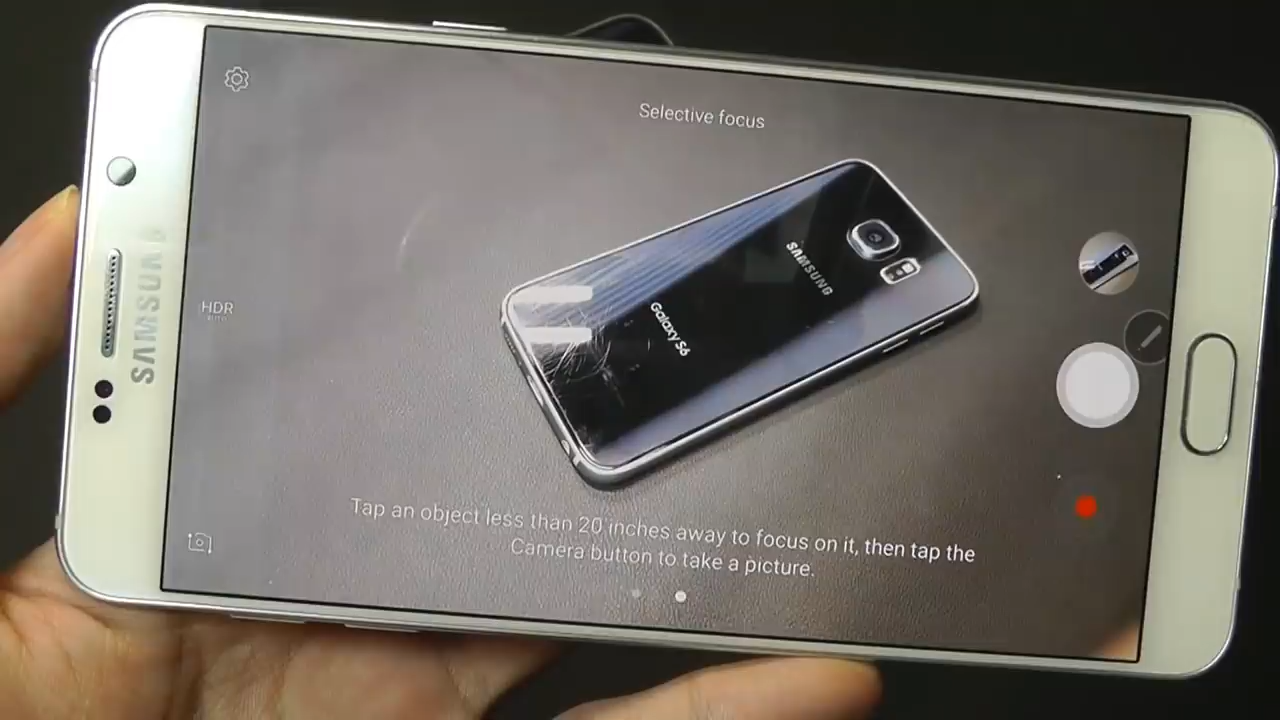 Selective focus
SAMSUNG
SAMSUNG
Galaxy S6
HDR
AUTO
Tap an object less than 20 inches away to focus on it, then tap the
Camera button to take a picture.